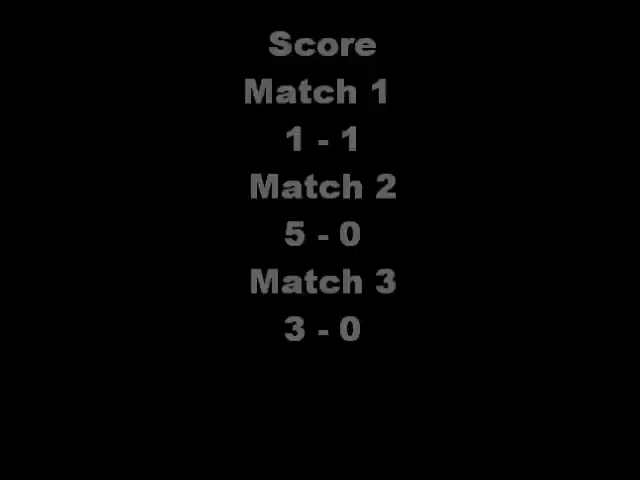 Score
Match 1
1 - 1
Match 2
5 - 0
Match 3
3 - 0